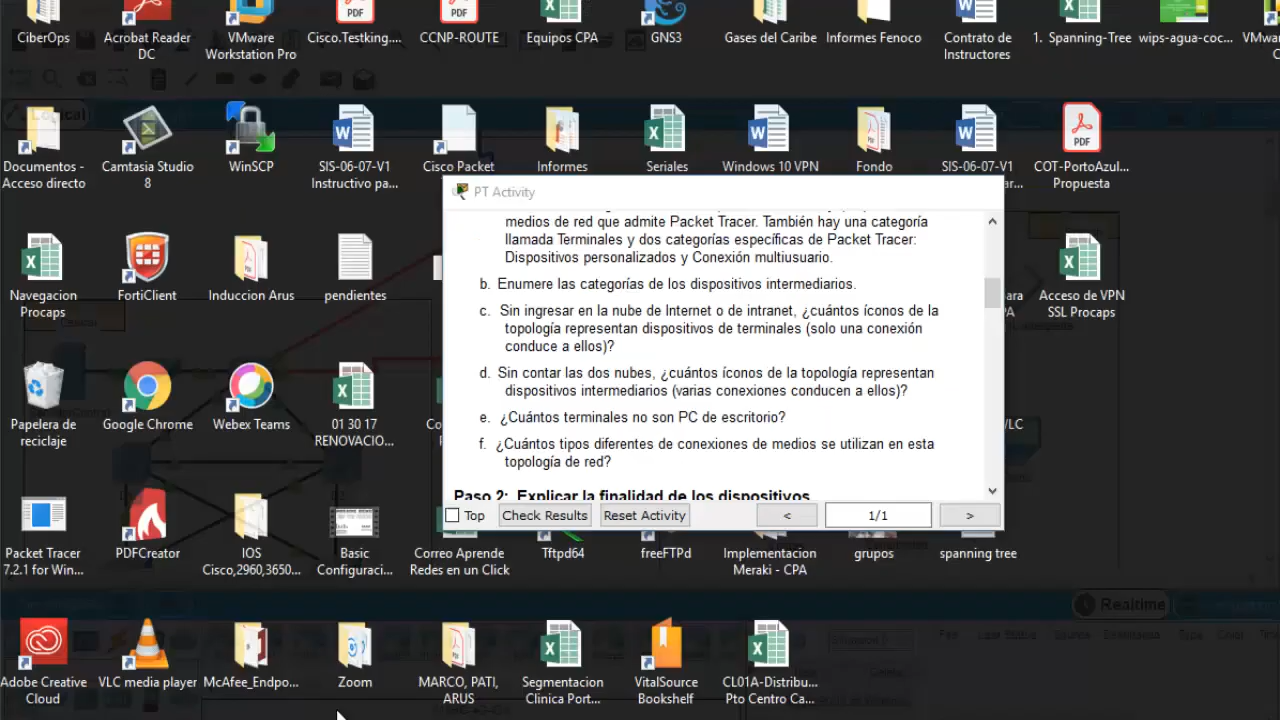 CiberOps
Acrobat Reader
DC
VMware
Workstation Pro
Cisco.Testking....
CCNP-ROUTE
Equipos CPA
GNS3
Gases del Caribe
Informes Fenoco
Contrato de
Instructores
1. Spanning-Tree
wips-agua-coc...
VMwa
Logical
Documentos -
Acceso directo
Camtasia Studio
8
WinSCP
SIS-06-07-V1
Instructivo pa...
Cisco Packet
Informes
Seriales
Windows 10 VPN
Fondo
SIS-06-07-V1
ar...
COT-PortoAzul...
Propuesta
PT Activity
medios de red que admite Packet Tracer. También hay una categoría
llamada Terminales y dos categorías específicas de Packet Tracer:
Dispositivos personalizados y Conexión multiusuario.
b. Enumere las categorías de los dispositivos intermediarios.
c. Sin ingresar en la nube de Internet o de intranet, ¿cuántos íconos de la
topología representan dispositivos de terminales (solo una conexión
conduce a ellos)?
d. Sin contar las dos nubes, ¿cuántos íconos de la topología representan
dispositivos intermediarios (varias conexiones conducen a ellos)?
e. ¿Cuántos terminales no son PC de escritorio?
f. ¿Cuántos tipos diferentes de conexiones de medios se utilizan en esta
topología de red?
Paso 2: Explicar la finalidad de los dispositivos
Top
Check Results
Reset Activity
<
1/1
>
Navegacion
Procaps
FortiClient
Induccion Arus
pendientes
para
PA
Acceso de VPN
SSL Procaps
Papelera de
reciclaje
Google Chrome
Webex Teams
01 30 17
RENOVACIO...
Co
P
VLC
Packet Tracer
7.2.1 for Win...
PDFCreator
IOS
Cisco,2960,3650...
Basic
Configuraci...
Correo Aprende
Redes en un Click
Tftpd64
freeFTPd
Implementacion
Meraki - CPA
grupos
spanning tree
Realtime
Adobe Creative
Cloud
VLC media player
McAfee_Endpo...
Zoom
MARCO, PATI,
ARUS
Segmentacion
Clinica Port...
VitalSource
Bookshelf
CL01A-Distribu...
Pto Centro Ca...